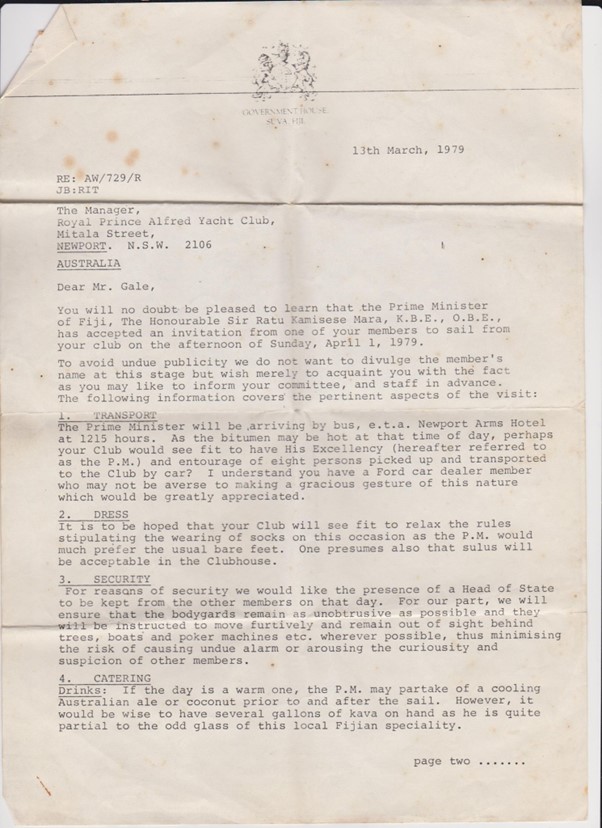 GOVERNMENT HOUSE
SUVA, FIJI.
13th March, 1979
RE: AW/729/R
JB:RIT
The Manager,
Royal Prince Alfred Yacht Club,
Mitala Street,
NEWPORT. N.S.W. 2106
AUSTRALIA
Dear Mr. Gale,
You will no doubt be pleased to learn that the Prime Minister
of Fiji, The Honourable Sir Ratu Kamisese Mara, K.B.E., O.B.E.,
has accepted an invitation from one of your members to sail from
your club on the afternoon of Sunday, April 1, 1979.
To avoid undue publicity we do not want to divulge the member's
name at this stage but wish merely to acquaint you with the fact
as you may like to inform your committee, and staff in advance.
The following information covers the pertinent aspects of the visit:
1. TRANSPORT
The Prime Minister will be arriving by bus, e.t.a. Newport Arms Hotel
at 1215 hours. As the bitumen may be hot at that time of day, perhaps
your Club would see fit to have His Excellency (hereafter referred to
as the P.M.) and entourage of eight persons picked up and transported
to the Club by car? I understand you have a Ford car dealer member
who may not be averse to making a gracious gesture of this nature
which would be greatly appreciated.
2. DRESS
It is to be hoped that your Club will see fit to relax the rules
stipulating the wearing of socks on this occasion as the P.M. would
much prefer the usual bare feet. One presumes also that sulus will
be acceptable in the Clubhouse.
3. SECURITY
For reasons of security we would like the presence of a Head of State
to be kept from the other members on that day. For our part, we will
ensure that the bodygards remain as unobtrusive as possible and they
will be instructed to move furtively and remain out of sight behind
trees, boats and poker machines etc. wherever possible, thus minimising
the risk of causing undue alarm or arousing the curiousity and
suspicion of other members.
4. CATERING
Drinks: If the day is a warm one, the P.M. may partake of a cooling
Australian ale or coconut prior to and after the sail. However, it
would be wise to have several gallons of kava on hand as he is quite
partial to the odd glass of this local Fijian speciality.
page two .......